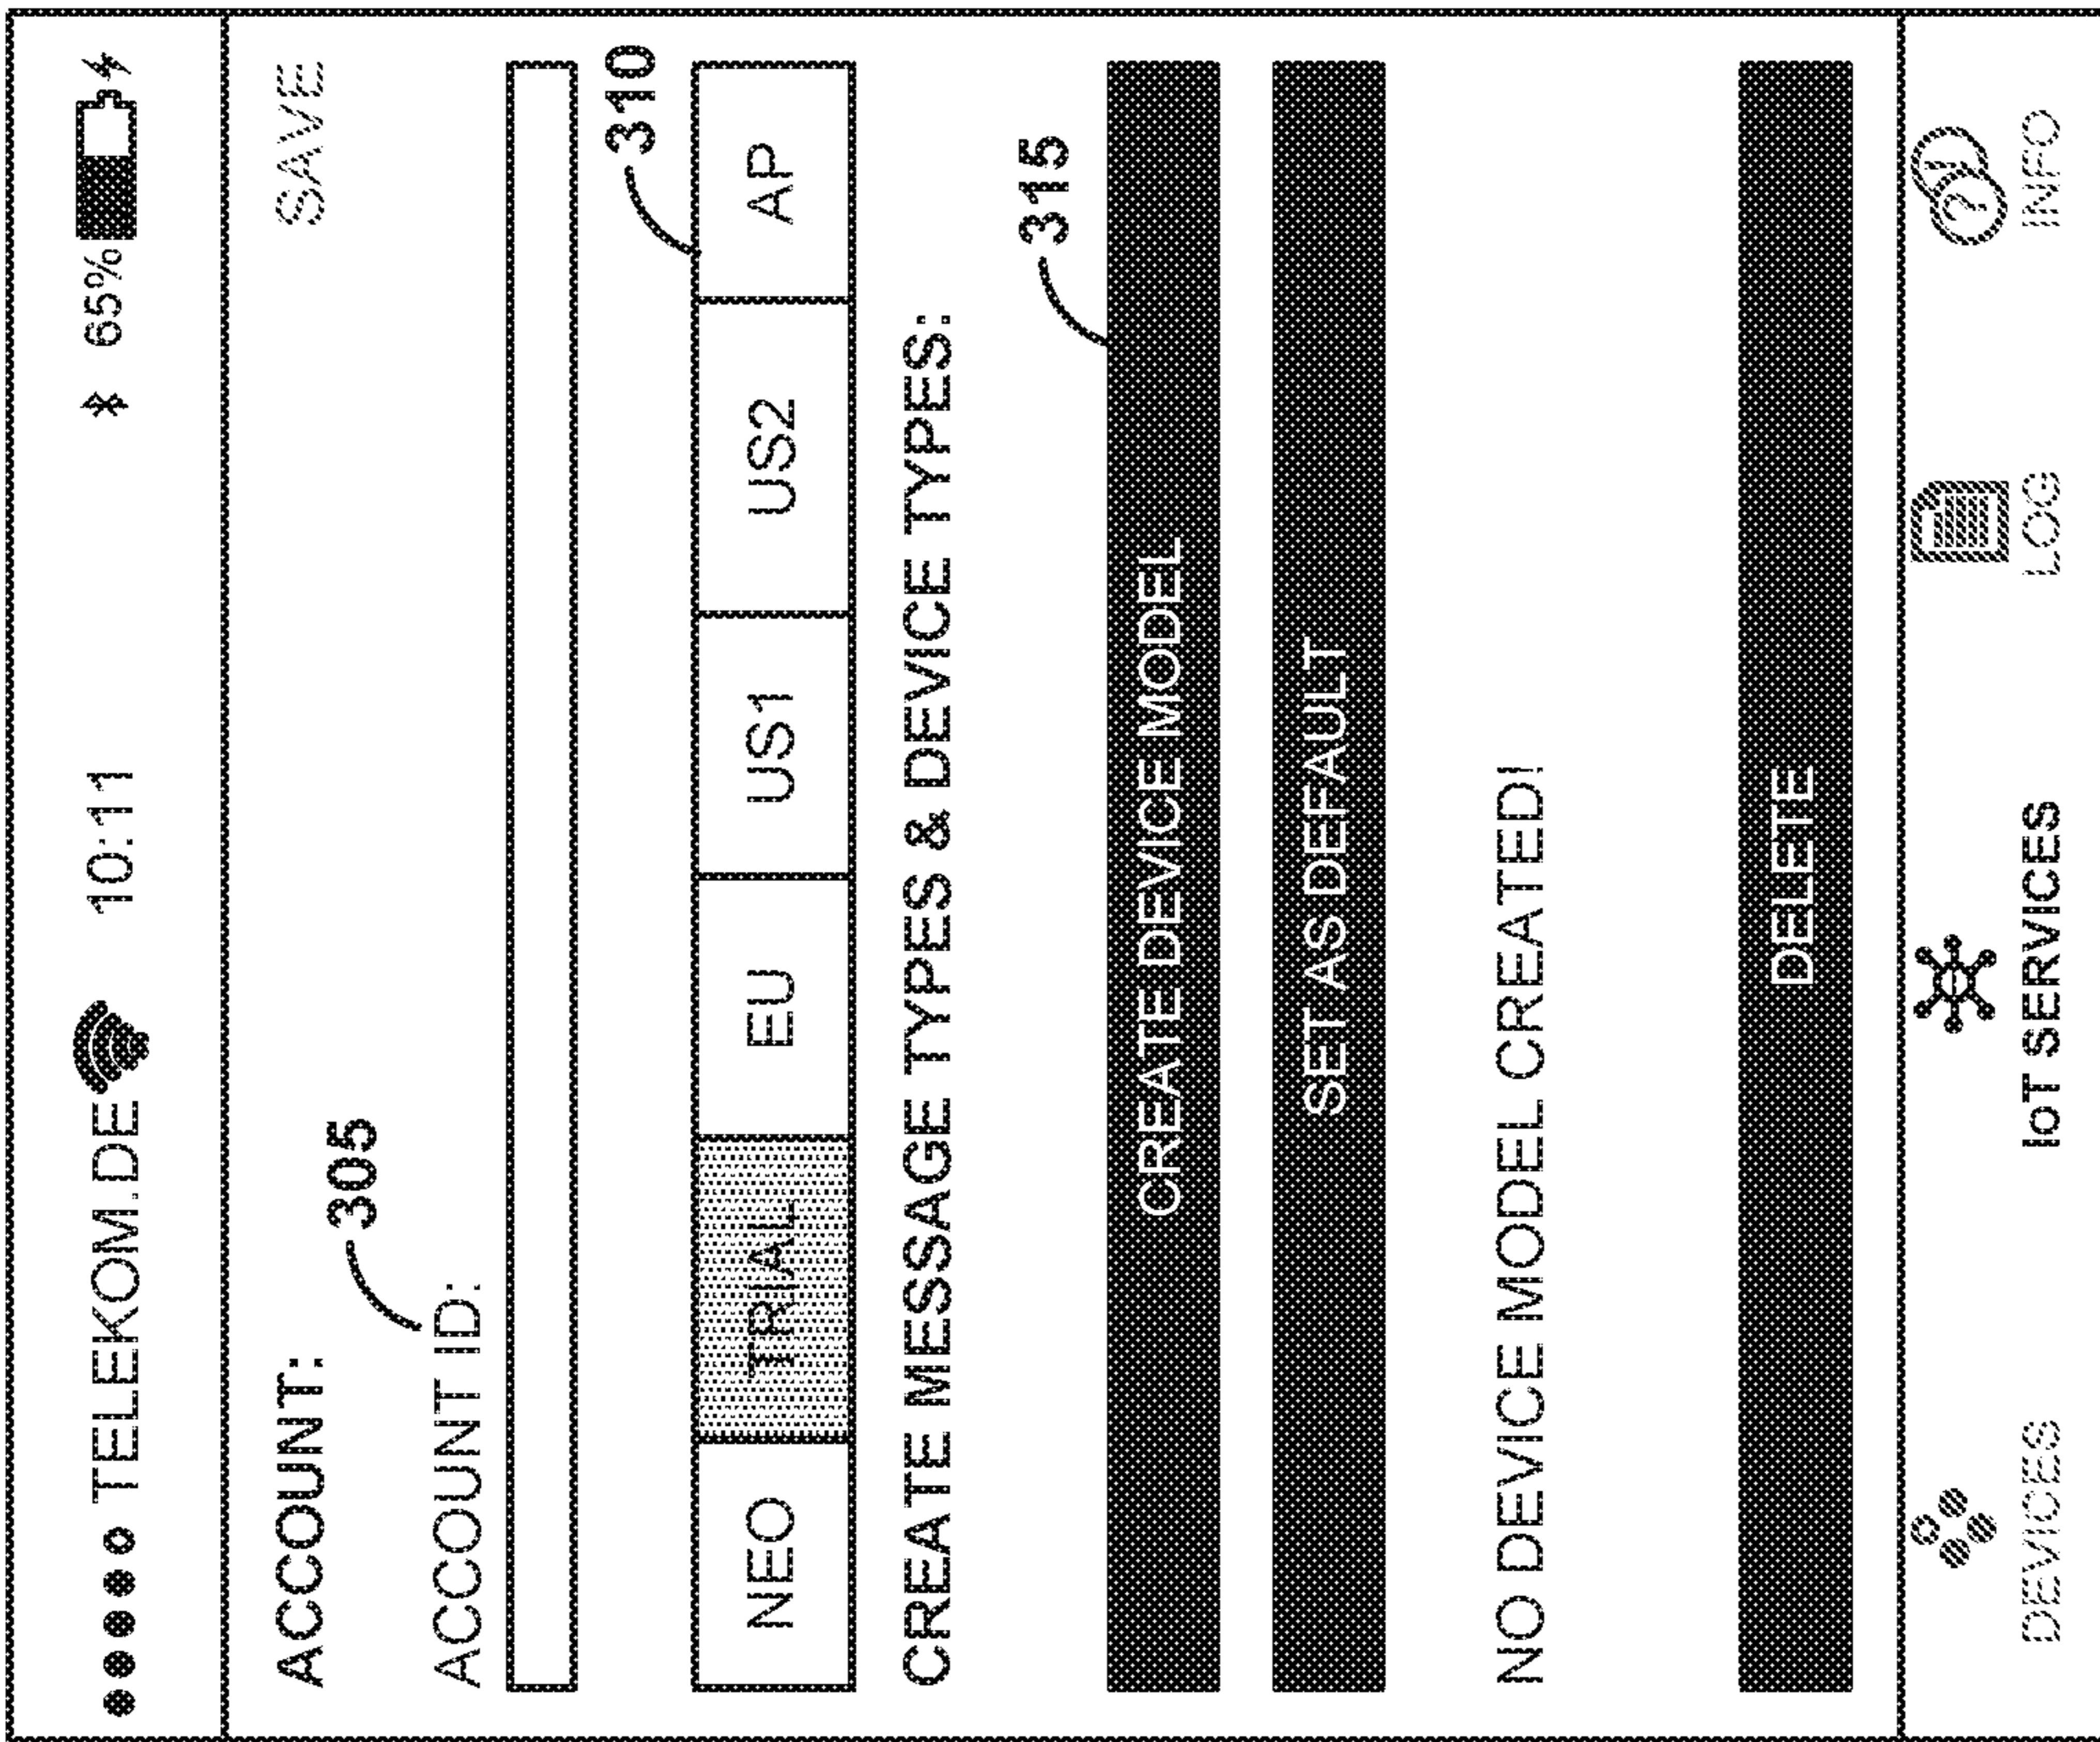 TELEKOM.DE 10:11 65%
ACCOUNT: SAVE
305
ACCOUNT ID:
310
NEO TRIAL EU US1 US2 AP
CREATE MESSAGE TYPES & DEVICE TYPES:
315
CREATE DEVICE MODEL
SET AS DEFAULT
NO DEVICE MODEL CREATED!
DELETE
DEVICES IoT SERVICES LOG INFO